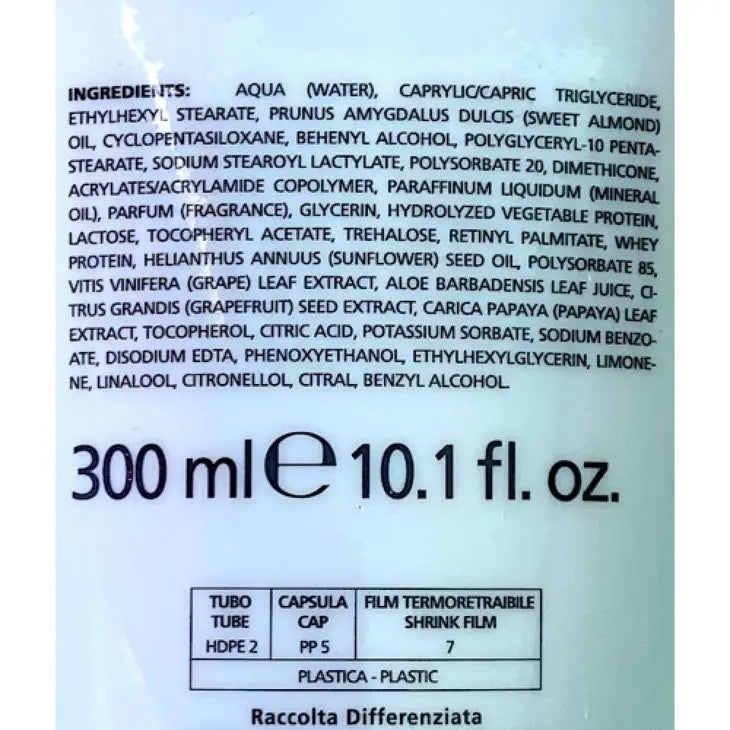 INGREDIENTS: AQUA (WATER), CAPRYLIC/CAPRIC TRIGLYCERIDE,
ETHYLHEXYL STEARATE, PRUNUS AMYGDALUS DULCIS (SWEET ALMOND)
OIL, CYCLOPENTASILOXANE, BEHENYL ALCOHOL, POLYGLYCERYL-10 PENTA-
STEARATE, SODIUM STEAROYL LACTYLATE, POLYSORBATE 20, DIMETHICONE,
ACRYLATES/ACRYLAMIDE COPOLYMER, PARAFFINUM LIQUIDUM (MINERAL
OIL), PARFUM (FRAGRANCE), GLYCERIN, HYDROLYZED VEGETABLE PROTEIN,
LACTOSE, TOCOPHERYL ACETATE, TREHALOSE, RETINYL PALMITATE, WHEY
PROTEIN, HELIANTHUS ANNUUS (SUNFLOWER) SEED OIL, POLYSORBATE 85,
VITIS VINIFERA (GRAPE) LEAF EXTRACT, ALOE BARBADENSIS LEAF JUICE, CI-
TRUS GRANDIS (GRAPEFRUIT) SEED EXTRACT, CARICA PAPAYA (PAPAYA) LEAF
EXTRACT, TOCOPHEROL, CITRIC ACID, POTASSIUM SORBATE, SODIUM BENZO-
ATE, DISODIUM EDTA, PHENOXYETHANOL, ETHYLHEXYLGLYCERIN, LIMONE-
NE, LINALOOL, CITRONELLOL, CITRAL, BENZYL ALCOHOL.
300 ml ℮ 10.1 fl. oz.
TUBO CAPSULA FILM TERMORETRAIBILE
TUBE CAP SHRINK FILM
HDPE 2 PP 5 7
PLASTICA - PLASTIC
Raccolta Differenziata